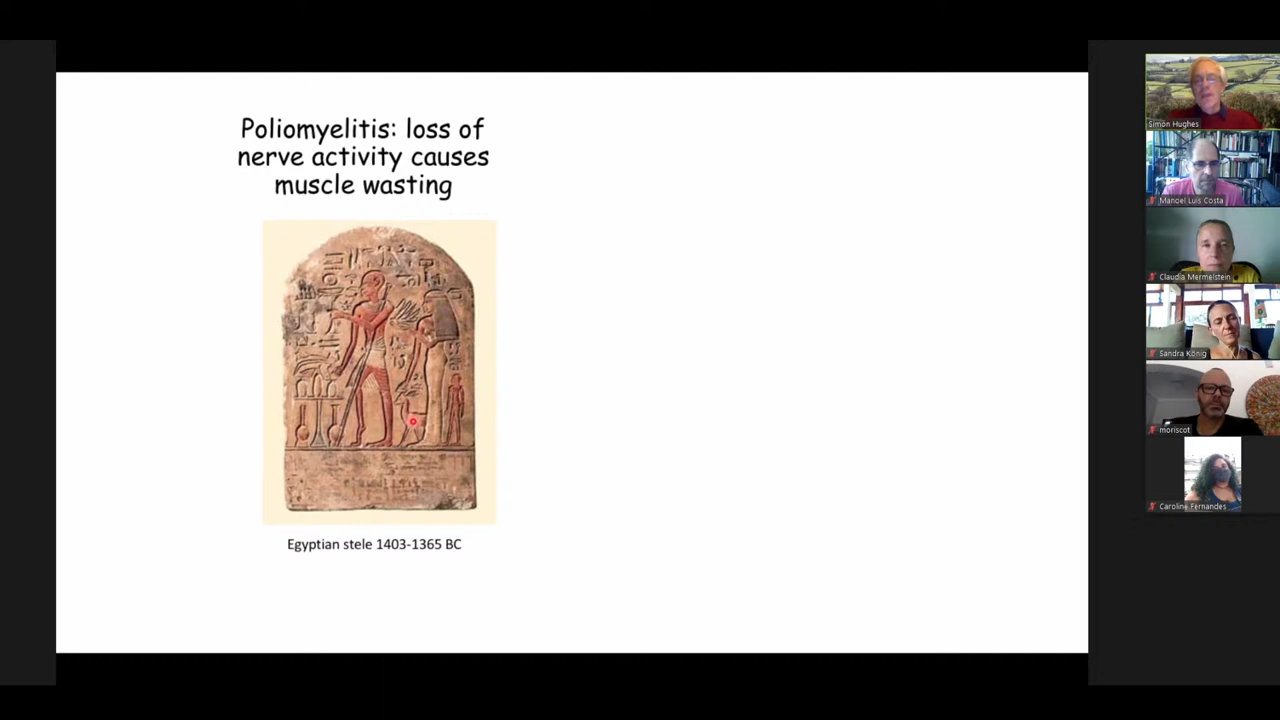 Poliomyelitis: loss of
nerve activity causes
muscle wasting
Egyptian stele 1403-1365 BC
Simon Hughes
Manoel Luis Costa
Claudia Mermelstein
Sandra König
moriscot
Caroline Fernandes